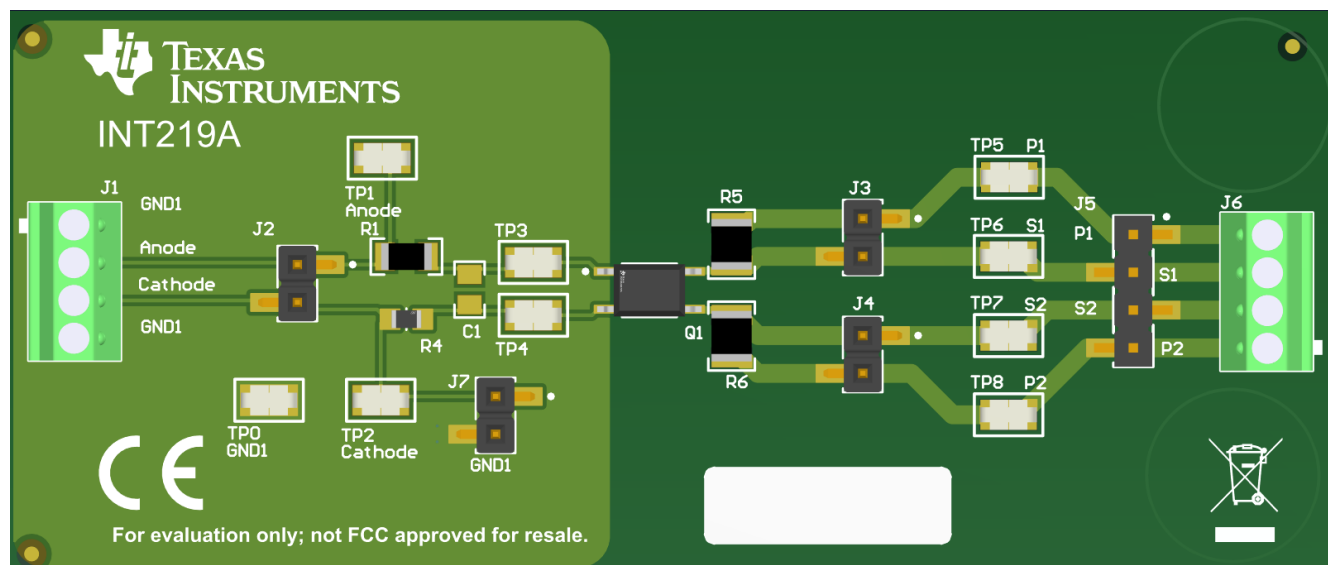 TEXAS
INSTRUMENTS
INT219A
J1
GND1
Anode
Cathode
GND1
J2
TP1
Anode
R1
TP3
TP4
C1
R4
J7
GND1
TP0
GND1
TP2
Cathode
For evaluation only; not FCC approved for resale.
Q1
R5
R6
J3
J4
TP5 P1
TP6 S1
TP7 S2
TP8 P2
J5
P1
S1
S2
P2
J6